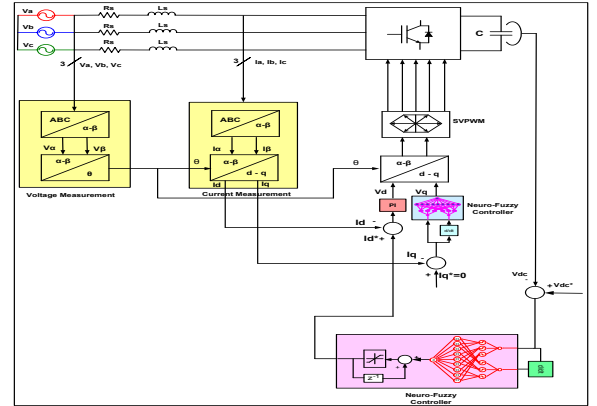 Va Rs Ls
Vb Rs Ls
Vc Rs Ls
C
3 Va, Vb, Vc
3 Ia, Ib, Ic
SVPWM
ABC
α-β
Vα Vβ
α-β
θ
Voltage Measurement
ABC
α-β
Iα Iβ
θ
α-β
d - q
Current Measurement
Id Iq
θ
α-β
d - q
Vd Vq
PI
Neuro-Fuzzy
Controller
Id -
Id*+
Iq -
+ Iq*=0
Vdc
-
+ Vdc*
Z⁻¹
+
+
Neuro-Fuzzy
Controller